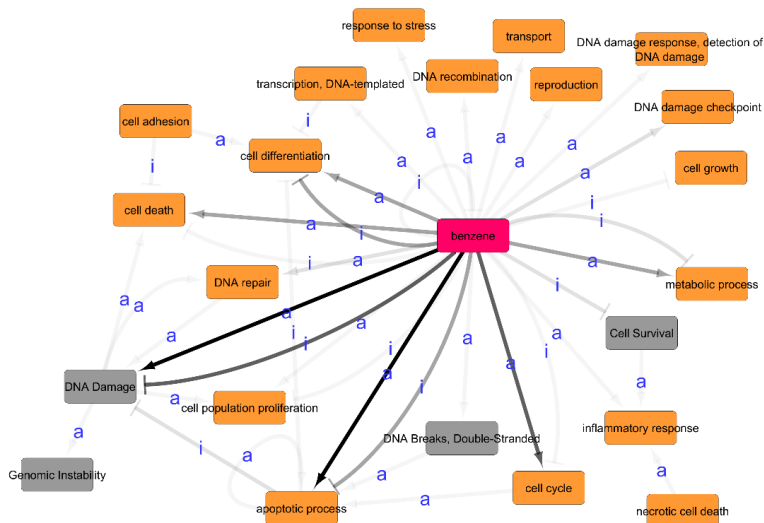 response to stress
transport
DNA damage response, detection of
DNA damage
transcription, DNA-templated
DNA recombination
reproduction
DNA damage checkpoint
cell adhesion
i
a
a
a
a
cell differentiation
a
a
i
a
i
a
a
cell growth
cell death
a
i
i
i
benzene
i
a
a
DNA repair
metabolic process
i
a
a
a
a
i
Cell Survival
a
i
i
a
a
i
a
a
i
a
DNA Damage
a
i
a
a
cell population proliferation
a
DNA Breaks, Double-Stranded
inflammatory response
Genomic Instability
i
a
a
a
cell cycle
a
apoptotic process
necrotic cell death